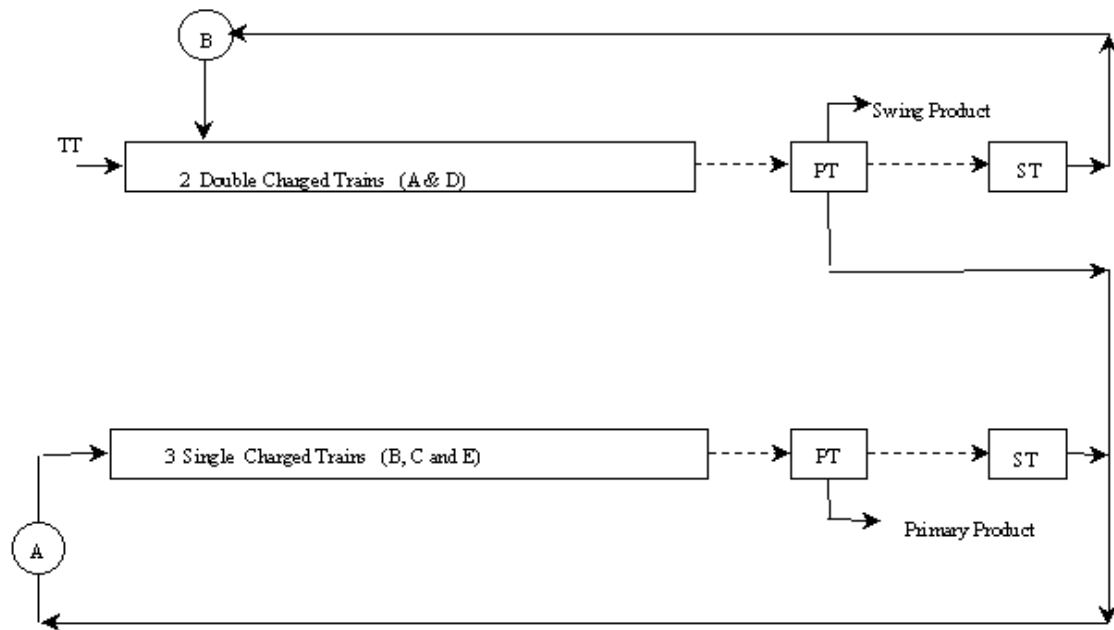 B
TT
Swing Product
2 Double Charged Trains (A & D)
PT
ST
3 Single Charged Trains (B, C and E)
PT
ST
A
Primary Product